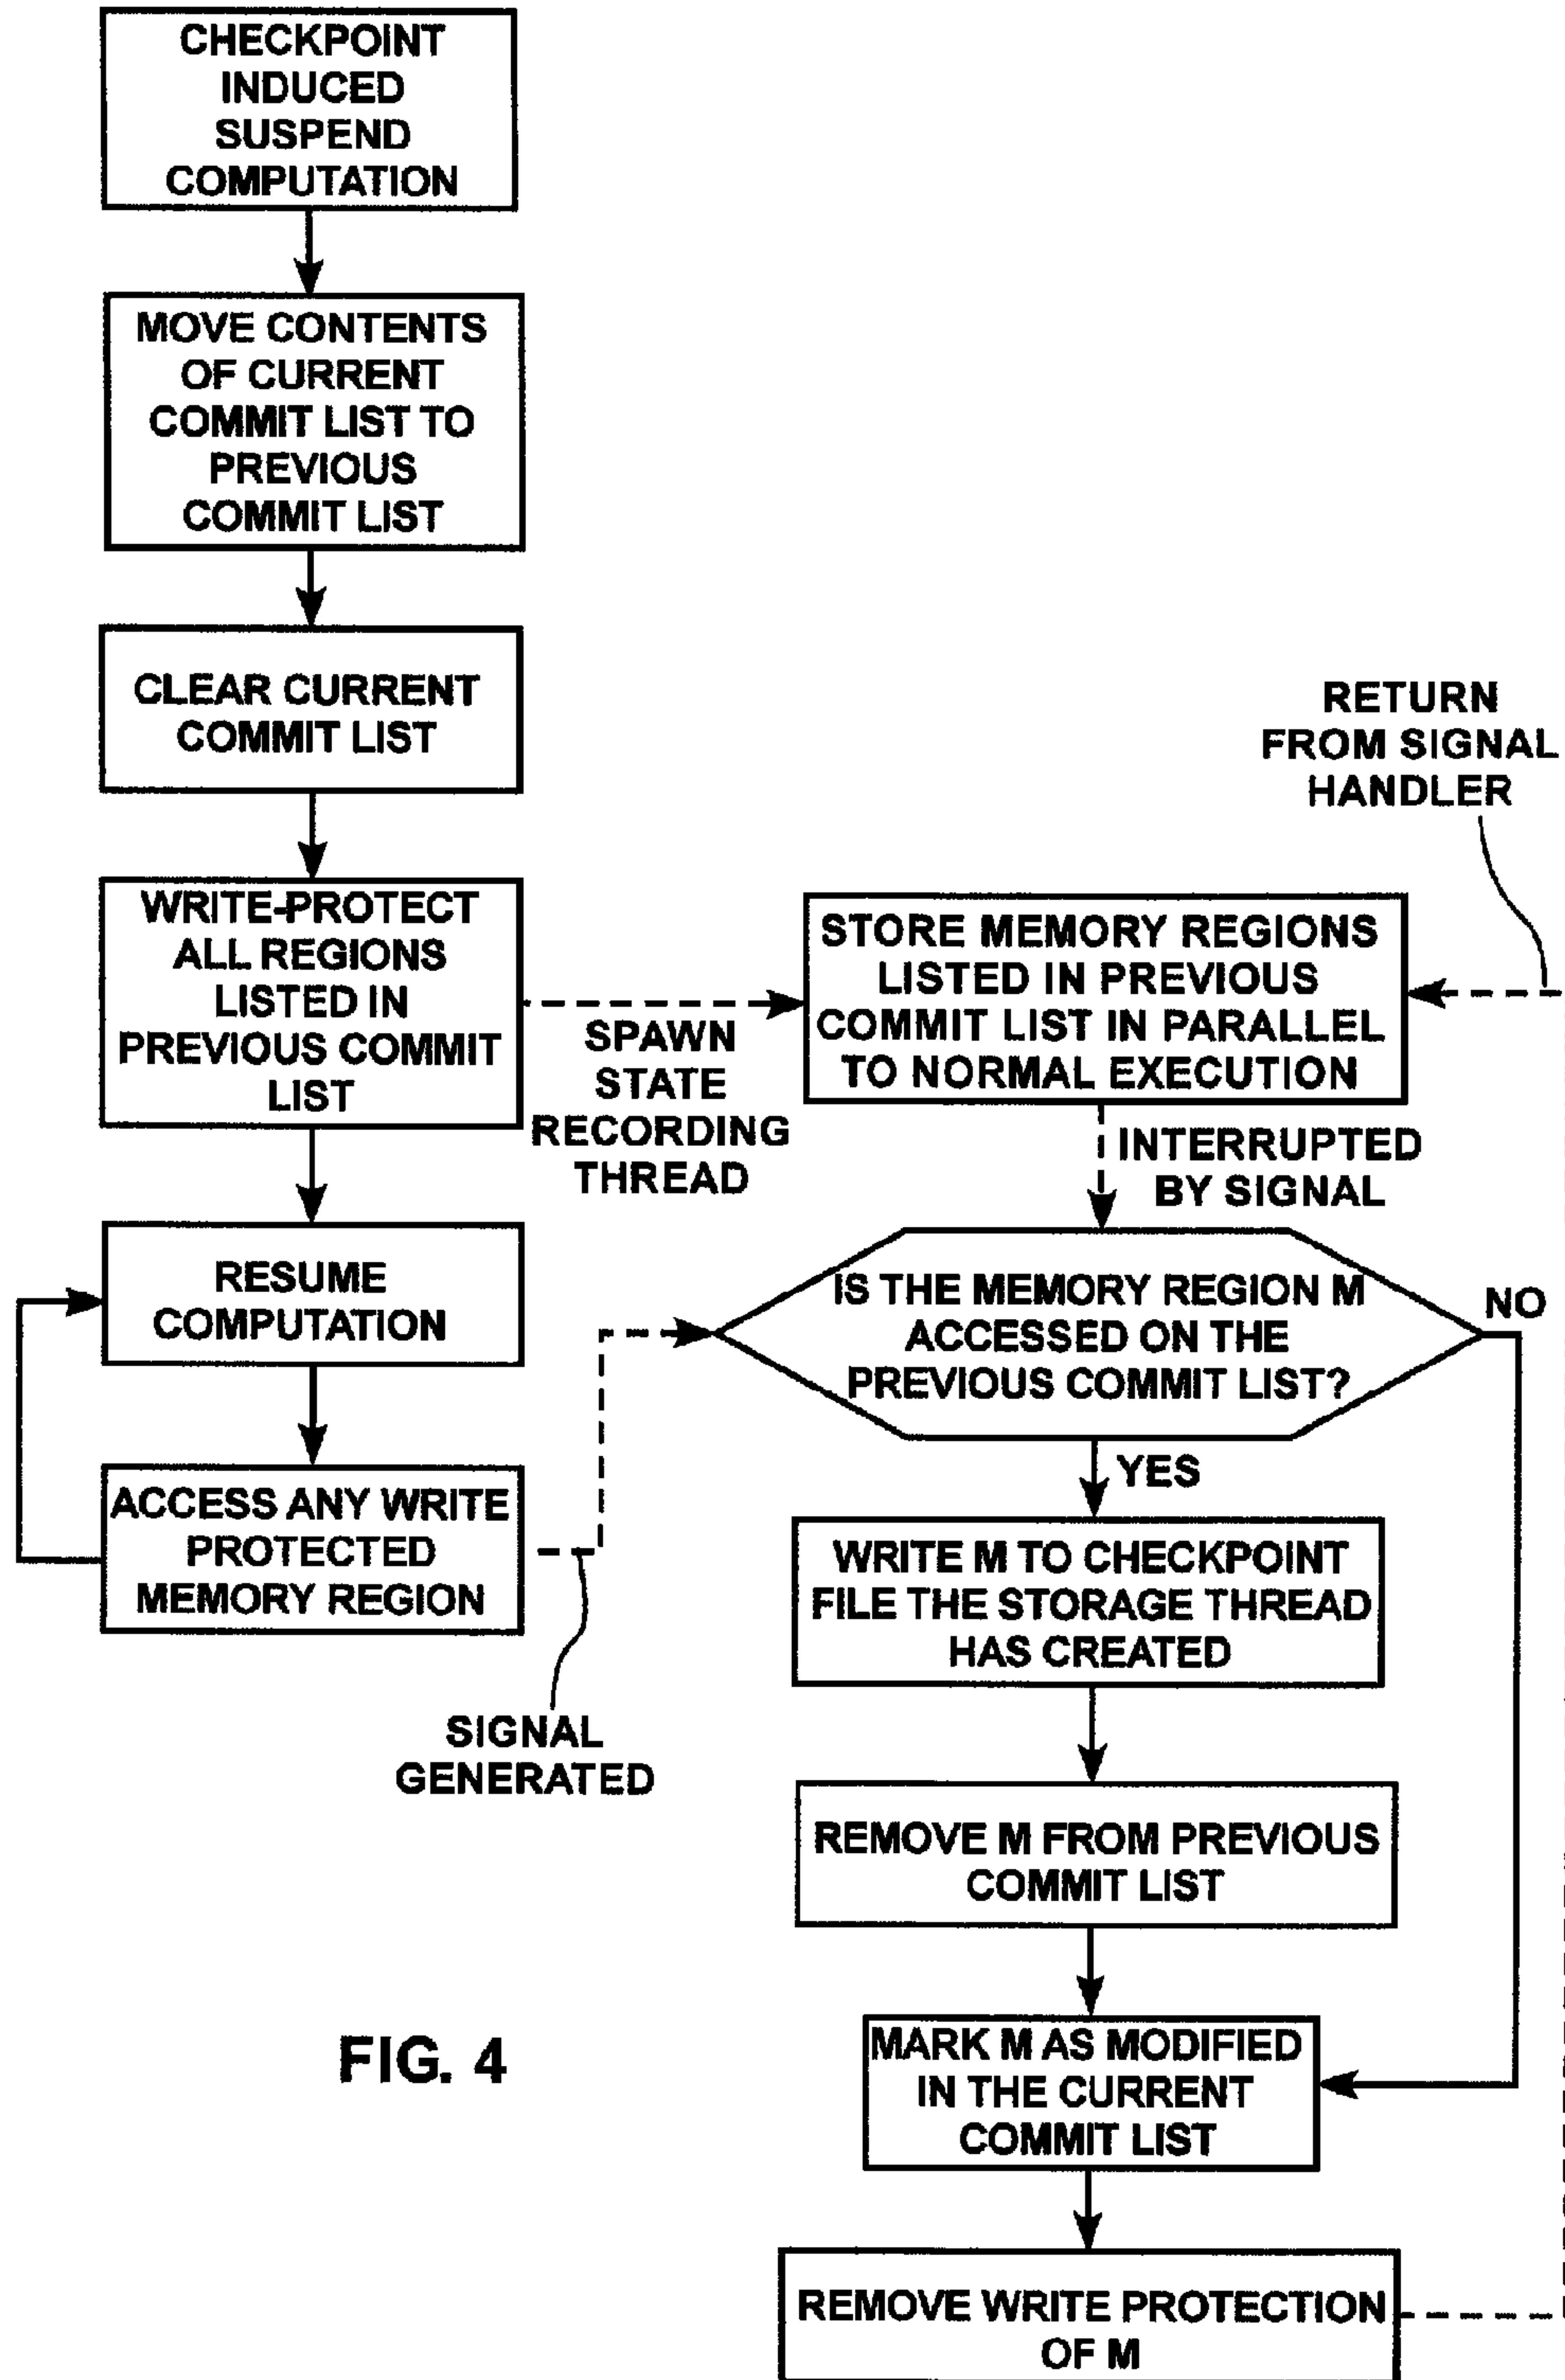 CHECKPOINT
INDUCED
SUSPEND
COMPUTATION
MOVE CONTENTS
OF CURRENT
COMMIT LIST TO
PREVIOUS
COMMIT LIST
CLEAR CURRENT
COMMIT LIST
WRITE-PROTECT
ALL REGIONS
LISTED IN
PREVIOUS COMMIT
LIST
SPAWN
STATE
RECORDING
THREAD
RESUME
COMPUTATION
ACCESS ANY WRITE
PROTECTED
MEMORY REGION
SIGNAL
GENERATED
RETURN
FROM SIGNAL
HANDLER
STORE MEMORY REGIONS
LISTED IN PREVIOUS
COMMIT LIST IN PARALLEL
TO NORMAL EXECUTION
INTERRUPTED
BY SIGNAL
IS THE MEMORY REGION M
ACCESSED ON THE
PREVIOUS COMMIT LIST?
NO
YES
WRITE M TO CHECKPOINT
FILE THE STORAGE THREAD
HAS CREATED
REMOVE M FROM PREVIOUS
COMMIT LIST
MARK M AS MODIFIED
IN THE CURRENT
COMMIT LIST
REMOVE WRITE PROTECTION
OF M
FIG. 4